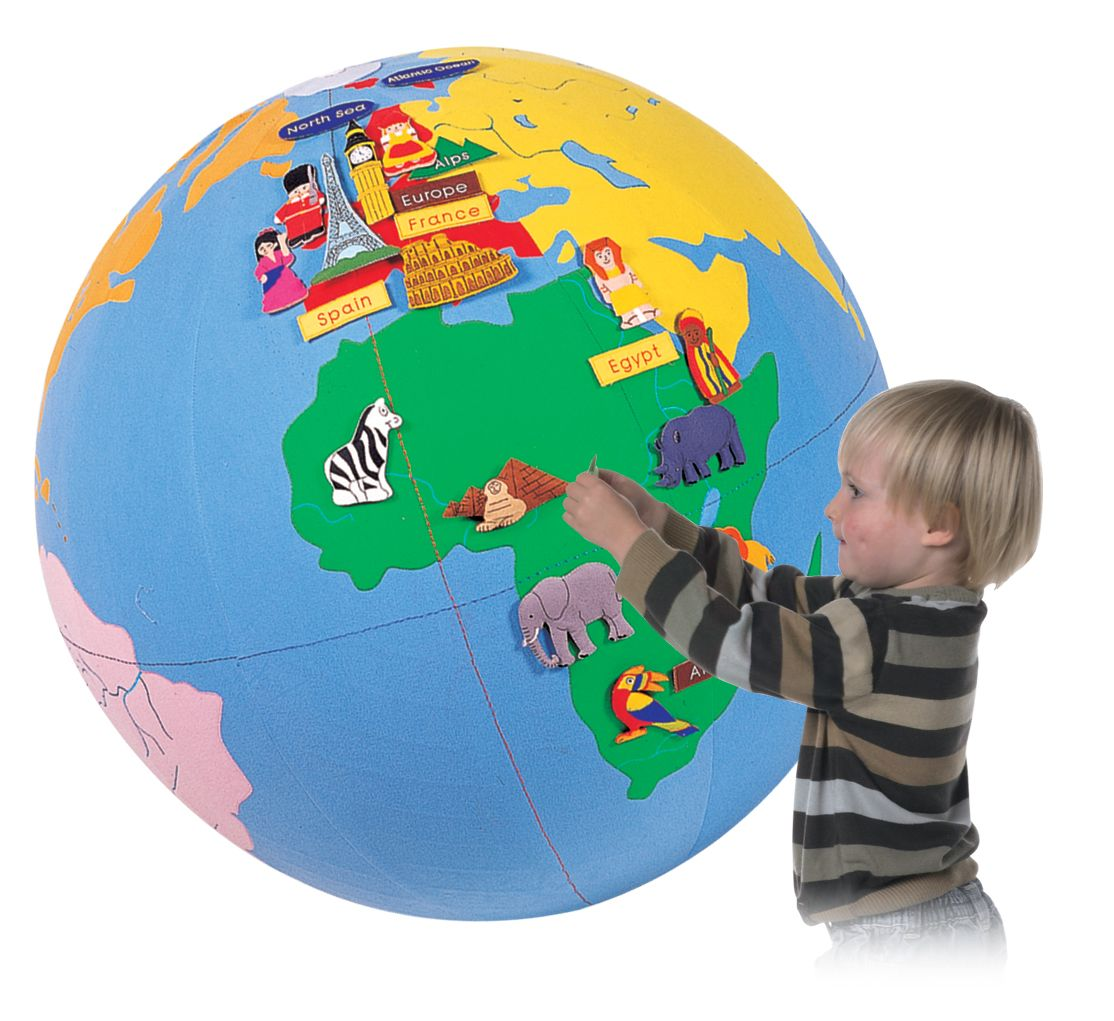 Atlantic Ocean
North Sea
Alps
Europe
France
Spain
Egypt